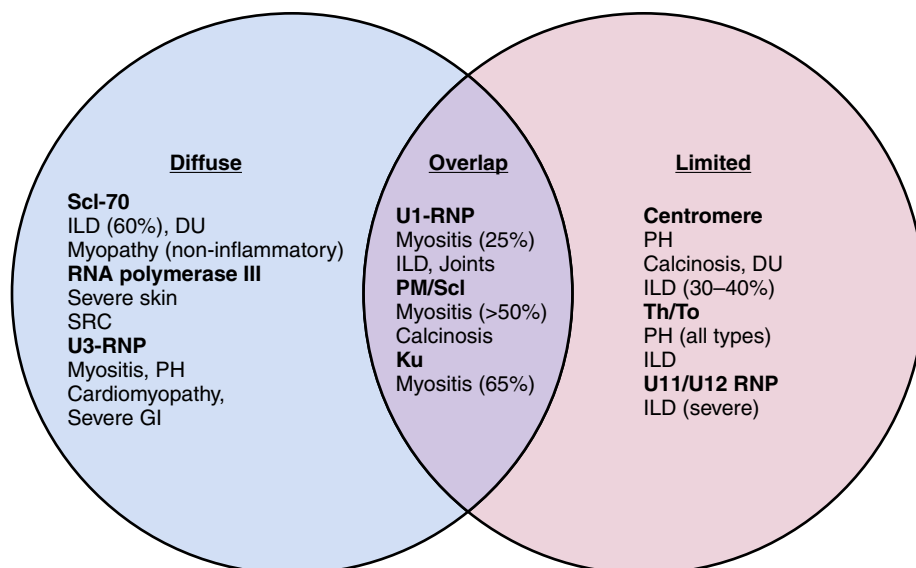 Diffuse
Scl-70
ILD (60%), DU
Myopathy (non-inflammatory)
RNA polymerase III
Severe skin
SRC
U3-RNP
Myositis, PH
Cardiomyopathy,
Severe GI
Overlap
U1-RNP
Myositis (25%)
ILD, Joints
PM/Scl
Myositis (>50%)
Calcinosis
Ku
Myositis (65%)
Limited
Centromere
PH
Calcinosis, DU
ILD (30–40%)
Th/To
PH (all types)
ILD
U11/U12 RNP
ILD (severe)